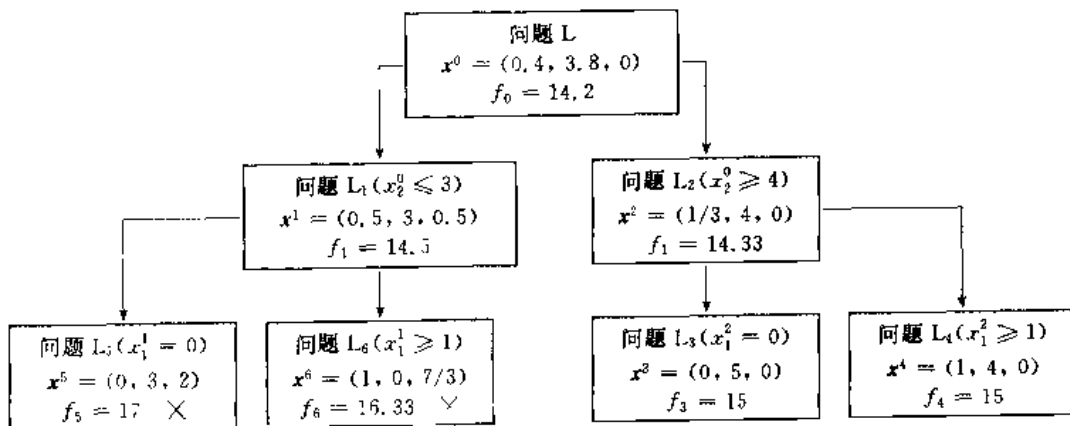 问题 L
x⁰ = (0.4, 3.8, 0)
f₀ = 14.2
问题 L₁(x₂⁰ ≤ 3)
x¹ = (0.5, 3, 0.5)
f₁ = 14.5
问题 L₂(x₂⁰ ≥ 4)
x² = (1/3, 4, 0)
f₁ = 14.33
问题 L₅(x₁¹ = 0)
x⁵ = (0, 3, 2)
f₅ = 17 ×
问题 L₆(x₁¹ ≥ 1)
x⁶ = (1, 0, 7/3)
f₆ = 16.33 ×
问题 L₃(x₁² = 0)
x³ = (0, 5, 0)
f₃ = 15
问题 L₄(x₁² ≥ 1)
x⁴ = (1, 4, 0)
f₄ = 15